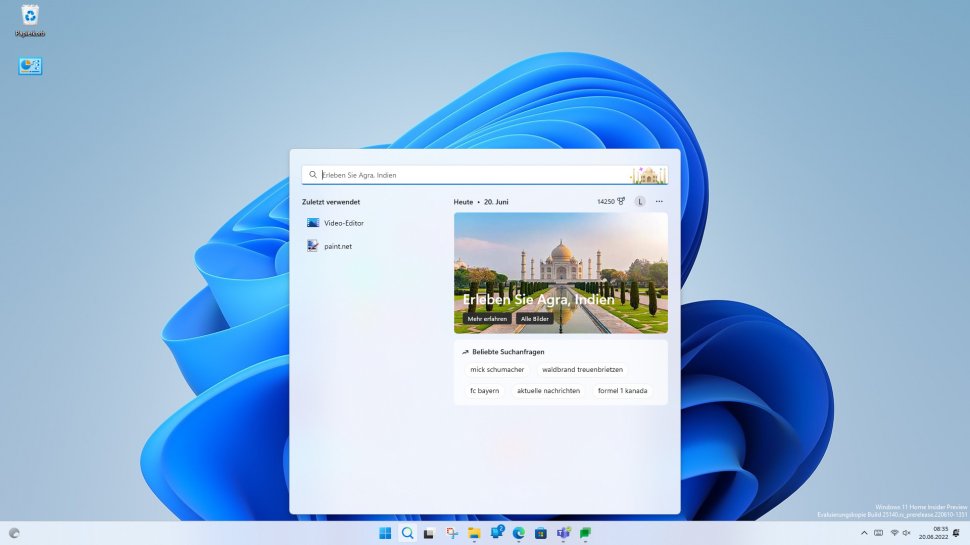 Papierkorb
Erleben Sie Agra, Indien
Zuletzt verwendet
Video-Editor
paint.net
Heute • 20. Juni
14250
L
Erleben Sie Agra, Indien
Mehr erfahren
Alle Bilder
Beliebte Suchanfragen
mick schumacher
waldbrand treuenbrietzen
fc bayern
aktuelle nachrichten
formel 1 kanada
Windows 11 Home Insider Preview
Evaluierungskopie Build 25140.rs_prerelease.220610-1351
2
08:35
20.06.2022